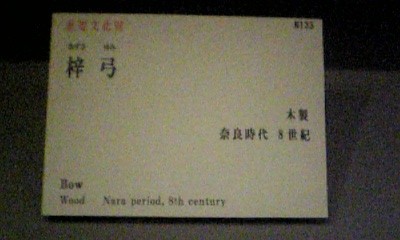 重要文化財 N135
あずさ ゆみ
梓弓
木製
奈良時代 8世紀
Bow
Wood Nara period, 8th century